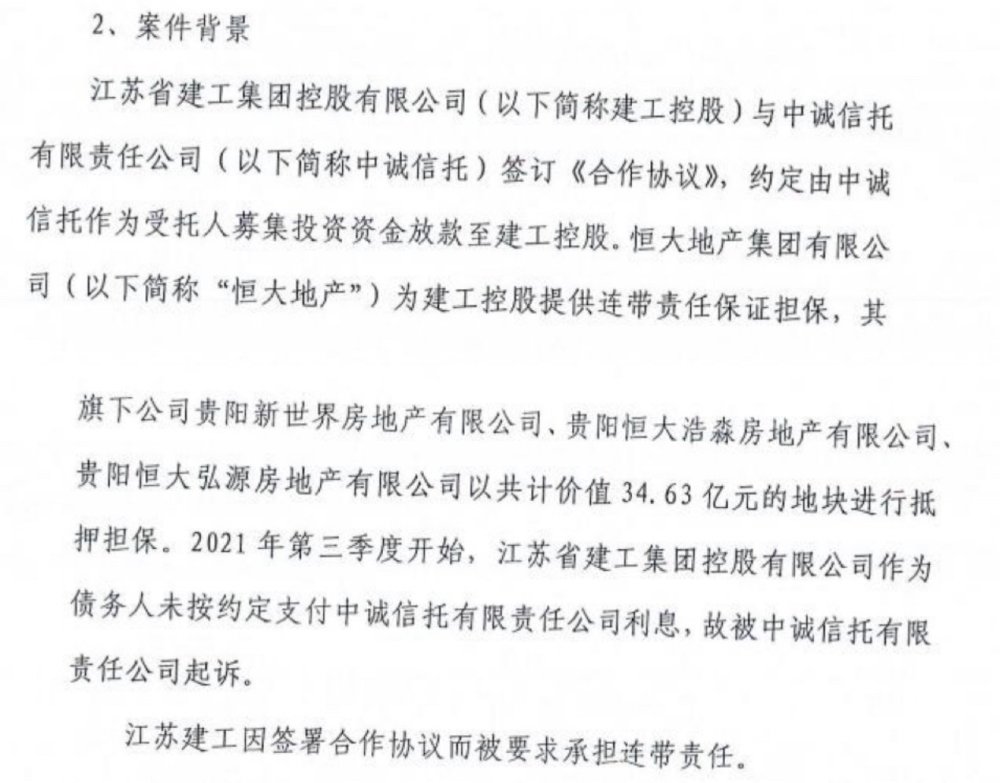 2、案件背景
江苏省建工集团控股有限公司（以下简称建工控股）与中诚信托
有限责任公司（以下简称中诚信托）签订《合作协议》，约定由中诚
信托作为受托人募集投资资金放款至建工控股。恒大地产集团有限公
司（以下简称“恒大地产”）为建工控股提供连带责任保证担保，其
旗下公司贵阳新世界房地产有限公司、贵阳恒大浩淼房地产有限公司、
贵阳恒大弘源房地产有限公司以共计价值 34.63 亿元的地块进行抵
押担保。2021 年第三季度开始，江苏省建工集团控股有限公司作为
债务人未按约定支付中诚信托有限责任公司利息，故被中诚信托有限
责任公司起诉。
江苏建工因签署合作协议而被要求承担连带责任。